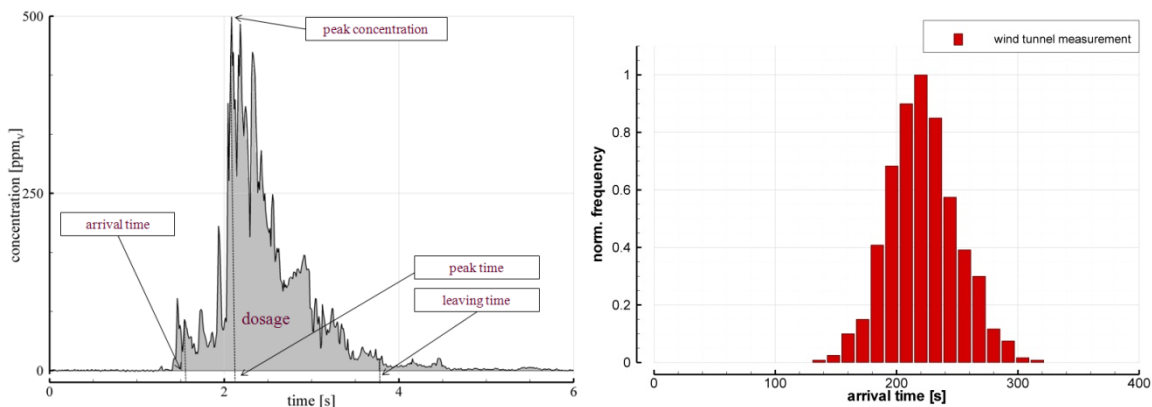 500
250
0
concentration [ppmv]
peak concentration
arrival time
peak time
leaving time
dosage
0
2
4
6
time [s]
wind tunnel measurement
1
0.8
0.6
0.4
0.2
0
norm. frequency
0
100
200
300
400
arrival time [s]